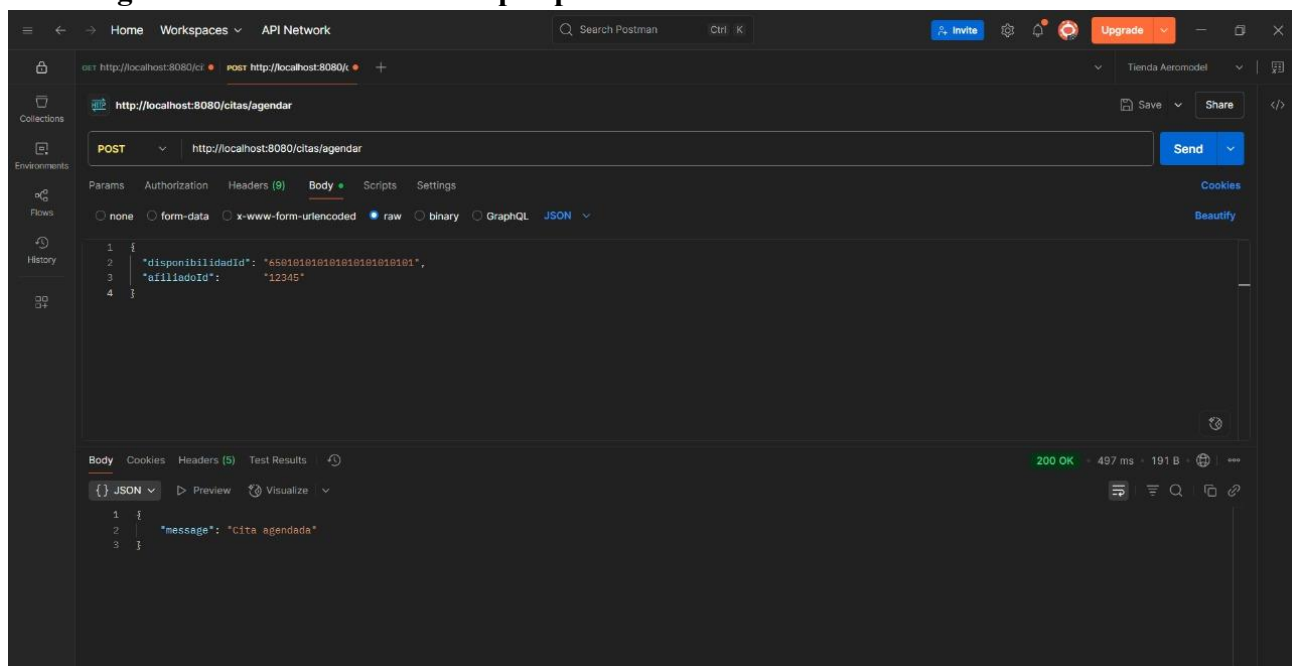 Home Workspaces API Network Search Postman Ctrl K Invite Upgrade
GET http://localhost:8080/ci POST http://localhost:8080/c + Tienda Aeromodel
http://localhost:8080/citas/agendar Save Share
Collections
POST http://localhost:8080/citas/agendar Send
Environments
Params Authorization Headers (9) Body Scripts Settings Cookies
Flows
none form-data x-www-form-urlencoded raw binary GraphQL JSON Beautify
History
1 {
2 "disponibilidadId": "650101010101010101010101",
3 "afiliadoId": "12345"
4 }
Body Cookies Headers (5) Test Results 200 OK 497 ms 191 B
{} JSON Preview Visualize
1 {
2 "message": "Cita agendada"
3 }